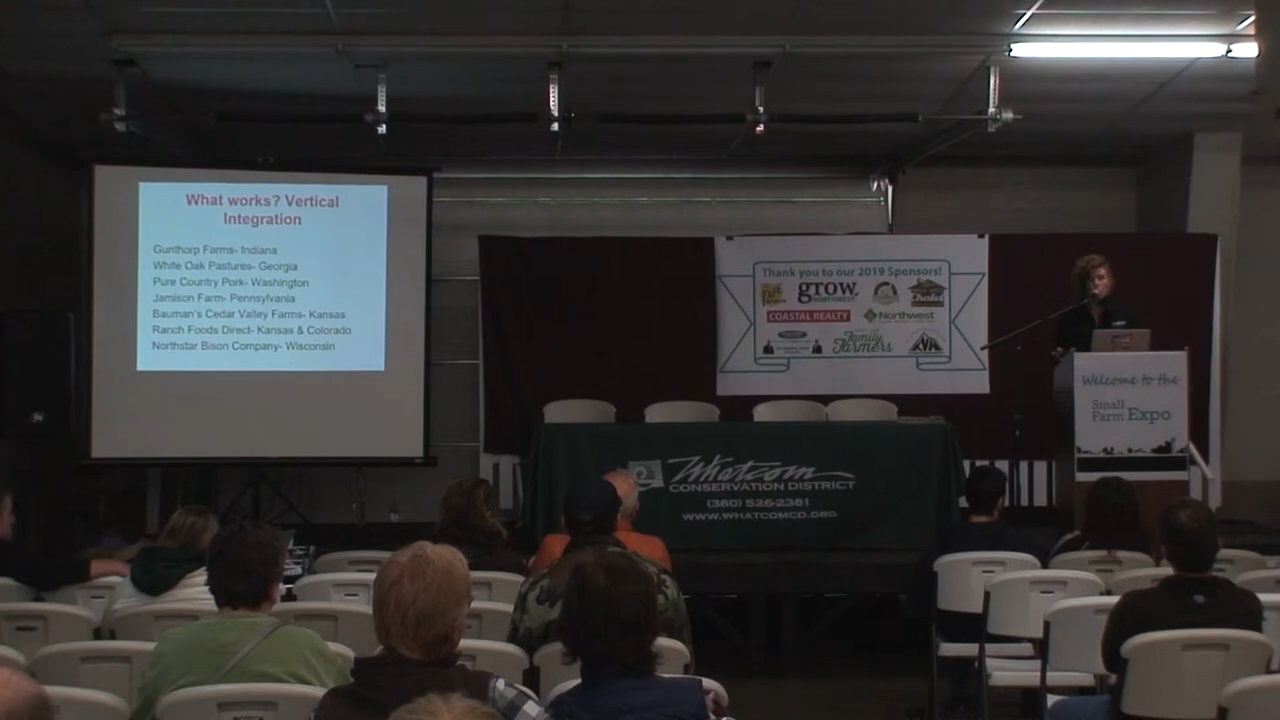 What works? Vertical
Integration
Gunthorp Farms- Indiana
White Oak Pastures- Georgia
Pure Country Pork- Washington
Jamison Farm- Pennsylvania
Bauman's Cedar Valley Farms- Kansas
Ranch Foods Direct- Kansas & Colorado
Northstar Bison Company- Wisconsin
Thank you to our 2019 Sponsors!
grow
NORTHWEST
Chalet
COASTAL REALTY
Northwest
Family
Farmers
Welcome to the
Small
Farm Expo
Whatcom
CONSERVATION DISTRICT
(360) 526-2381
WWW.WHATCOMCD.ORG